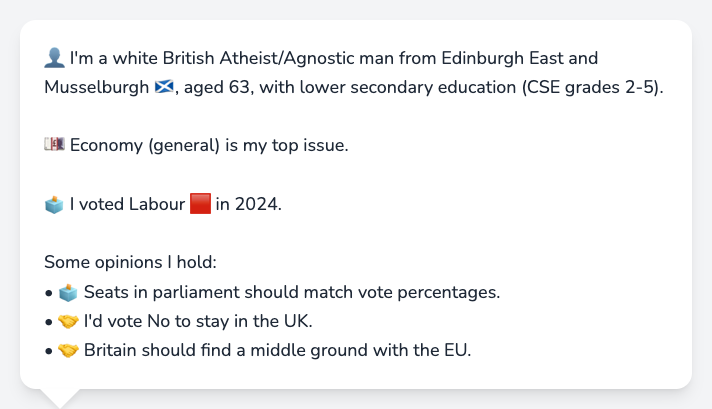 I'm a white British Atheist/Agnostic man from Edinburgh East and
Musselburgh 🏴󠁧󠁢󠁳󠁣󠁴󠁿, aged 63, with lower secondary education (CSE grades 2-5).
Economy (general) is my top issue.
I voted Labour 🟥 in 2024.
Some opinions I hold:
• 🗳️ Seats in parliament should match vote percentages.
• 🤝 I'd vote No to stay in the UK.
• 🤝 Britain should find a middle ground with the EU.